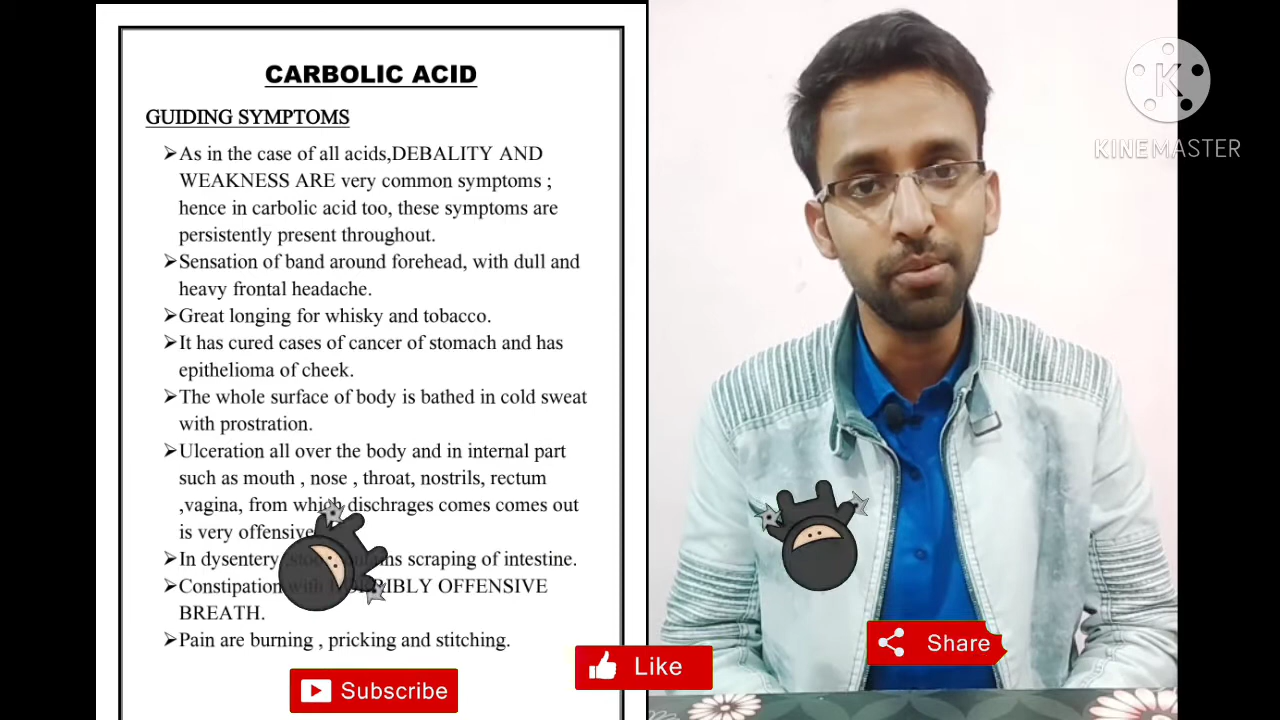 CARBOLIC ACID
GUIDING SYMPTOMS
➢As in the case of all acids,DEBALITY AND
WEAKNESS ARE very common symptoms ;
hence in carbolic acid too, these symptoms are
persistently present throughout.
➢Sensation of band around forehead, with dull and
heavy frontal headache.
➢Great longing for whisky and tobacco.
➢It has cured cases of cancer of stomach and has
epithelioma of cheek.
➢The whole surface of body is bathed in cold sweat
with prostration.
➢Ulceration all over the body and in internal part
such as mouth , nose , throat, nostrils, rectum
,vagina, from which dischrages comes comes out
is very offensive
➢In dysentery scraping of intestine.
➢Constipation with OFFENSIVE
BREATH.
➢Pain are burning , pricking and stitching.
Subscribe
Like
Share
KINEMASTER